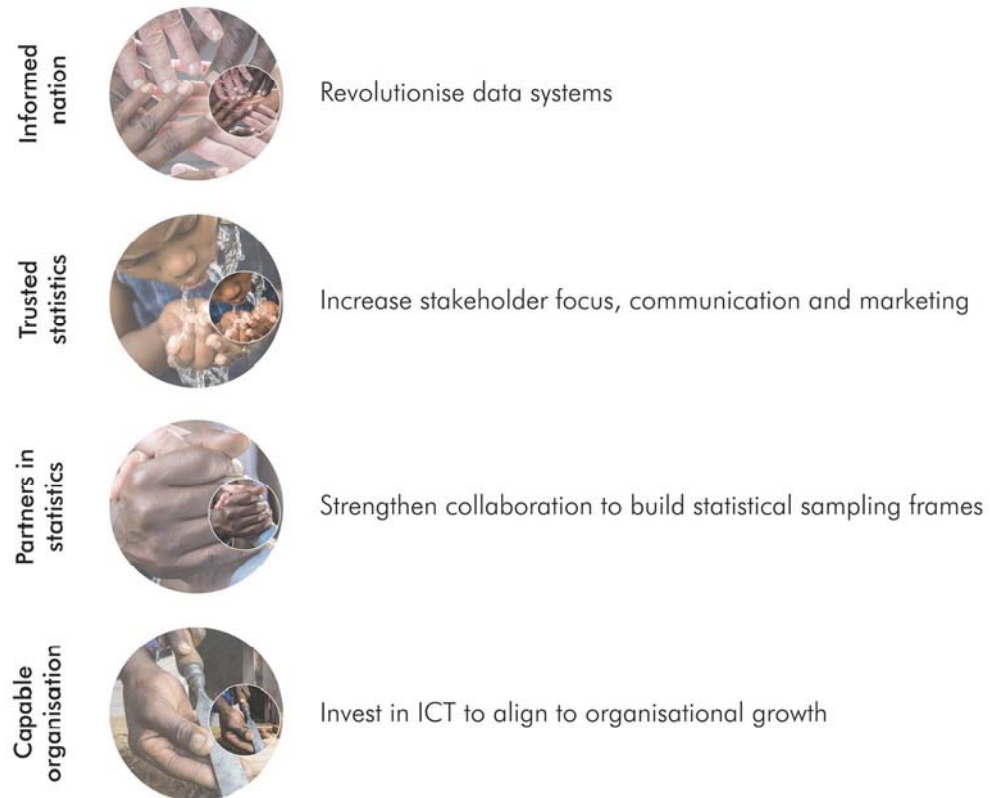 Informed
nation
Revolutionise data systems
Trusted
statistics
Increase stakeholder focus, communication and marketing
Partners in
statistics
Strengthen collaboration to build statistical sampling frames
Capable
organisation
Invest in ICT to align to organisational growth